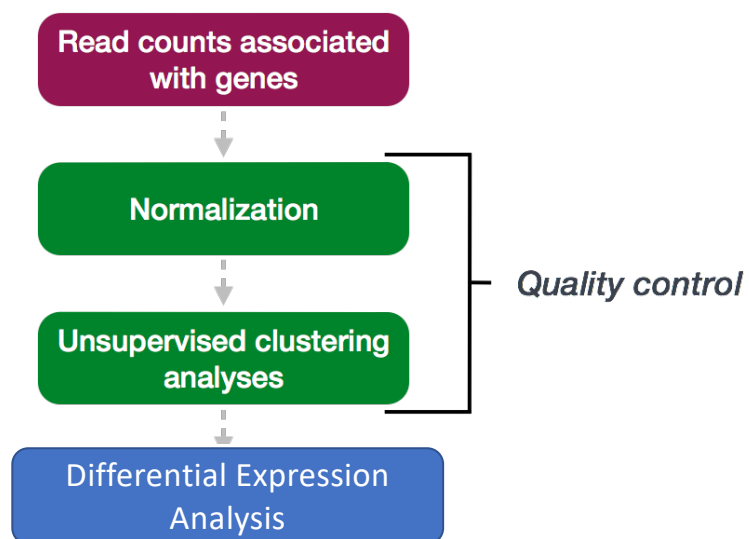 Read counts associated
with genes
Normalization
Quality control
Unsupervised clustering
analyses
Differential Expression
Analysis